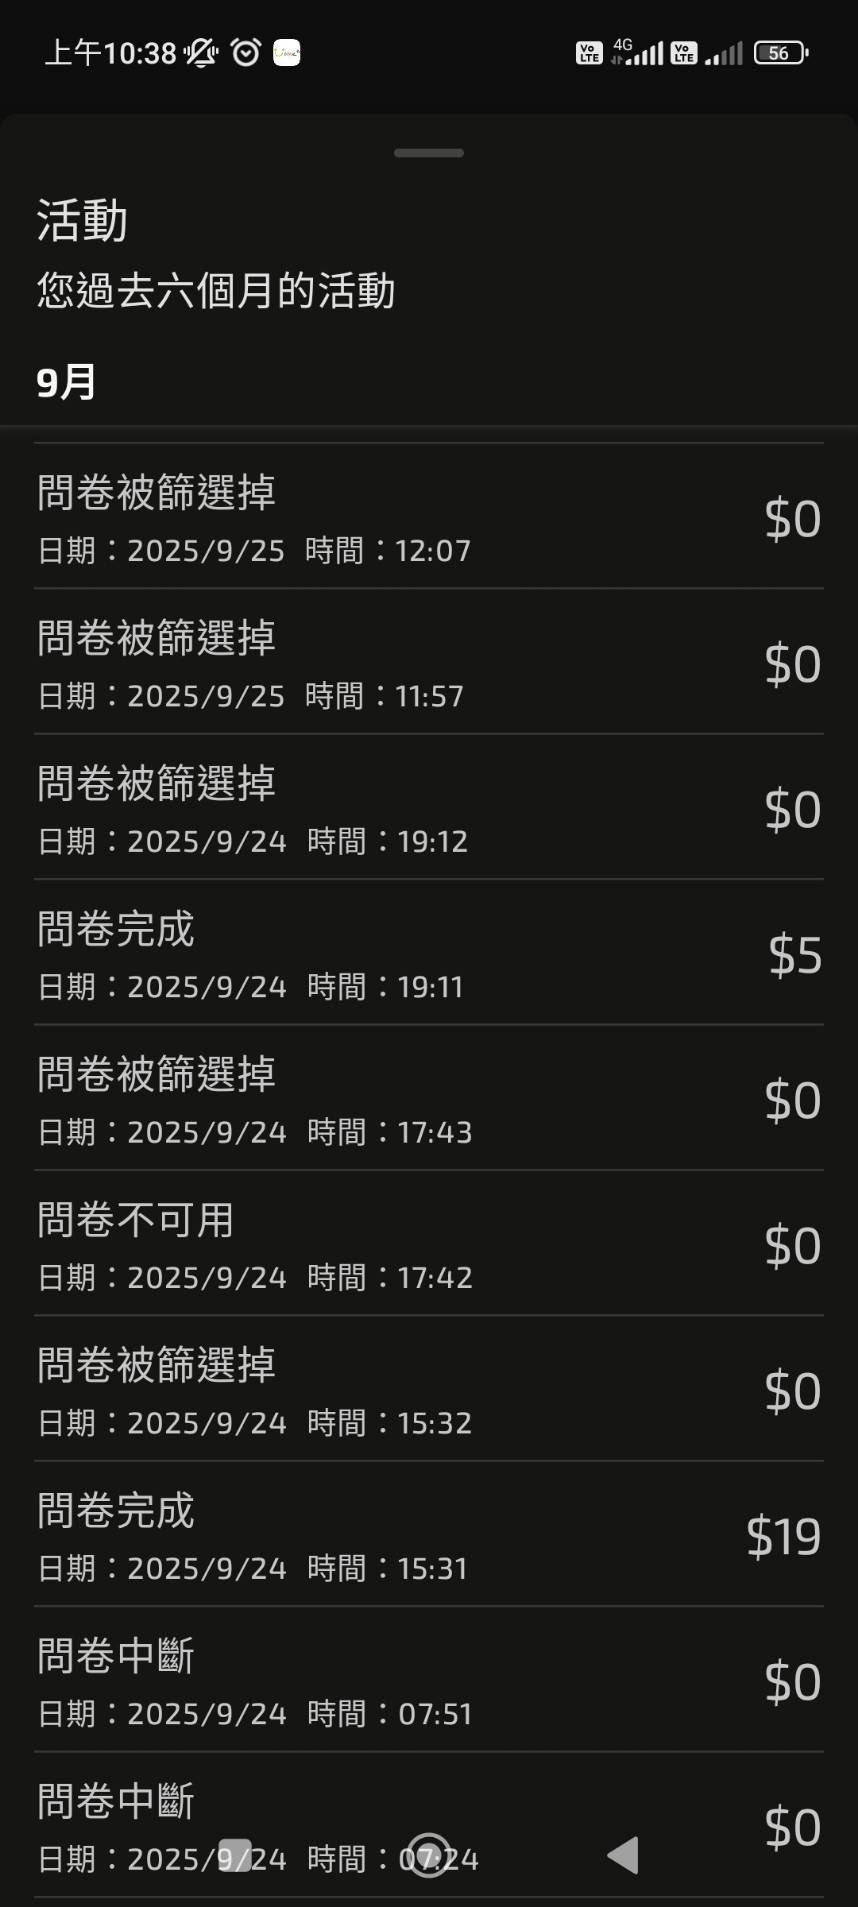 上午10:38
Vo LTE 4G Vo LTE 56
活動
您過去六個月的活動
9月
問卷被篩選掉
$0
日期：2025/9/25 時間：12:07
問卷被篩選掉
$0
日期：2025/9/25 時間：11:57
問卷被篩選掉
$0
日期：2025/9/24 時間：19:12
問卷完成
$5
日期：2025/9/24 時間：19:11
問卷被篩選掉
$0
日期：2025/9/24 時間：17:43
問卷不可用
$0
日期：2025/9/24 時間：17:42
問卷被篩選掉
$0
日期：2025/9/24 時間：15:32
問卷完成
$19
日期：2025/9/24 時間：15:31
問卷中斷
$0
日期：2025/9/24 時間：07:51
問卷中斷
$0
日期：2025/9/24 時間：07:24